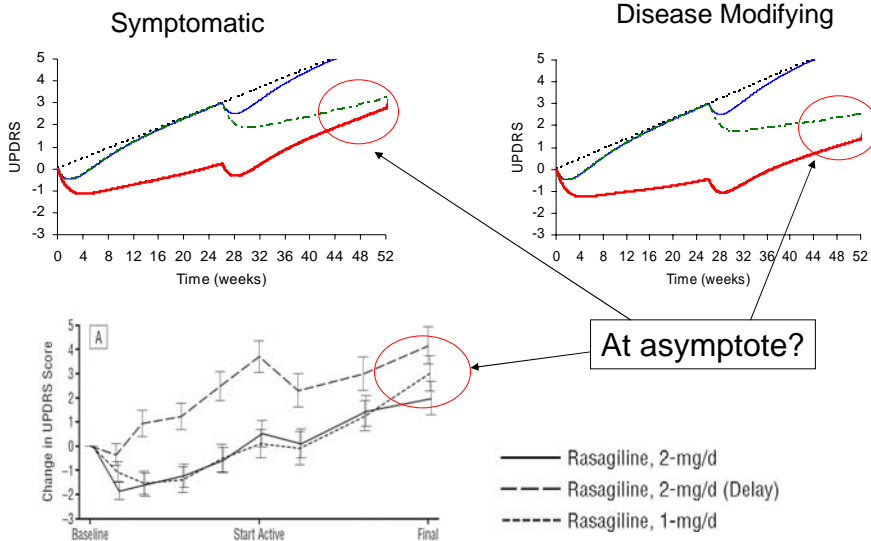 Symptomatic
Disease Modifying
5
4
3
2
1
0
-1
-2
-3
UPDRS
0 4 8 12 16 20 24 28 32 36 40 44 48 52
Time (weeks)
5
4
3
2
1
0
-1
-2
-3
UPDRS
0 4 8 12 16 20 24 28 32 36 40 44 48 52
Time (weeks)
At asymptote?
A
5
4
3
2
1
0
−1
−2
−3
Change in UPDRS Score
Baseline Start Active Final
Rasagiline, 2-mg/d
Rasagiline, 2-mg/d (Delay)
Rasagiline, 1-mg/d